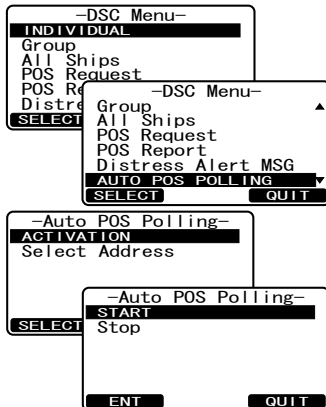 -DSC Menu-
INDIVIDUAL
Group
All Ships
POS Request
POS
SELECT
-DSC Menu-
Group
All Ships
POS Request
POS Report
Distress Alert MSG
AUTO POS POLLING
SELECT QUIT
-Auto POS Polling-
ACTIVATION
Select Address
SELECT
-Auto POS Polling-
START
Stop
ENT QUIT